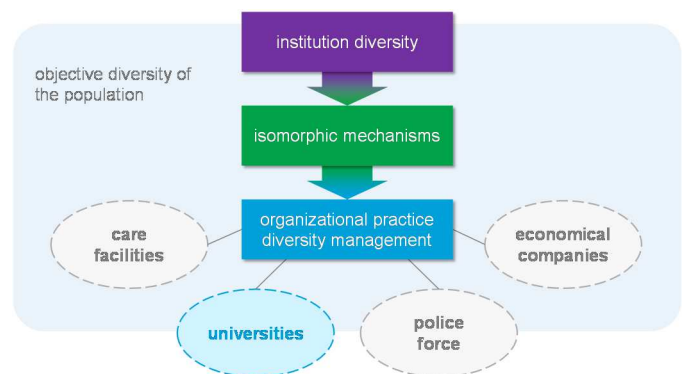 institution diversity
objective diversity of
the population
isomorphic mechanisms
organizational practice
diversity management
care
facilities
economical
companies
universities
police
force